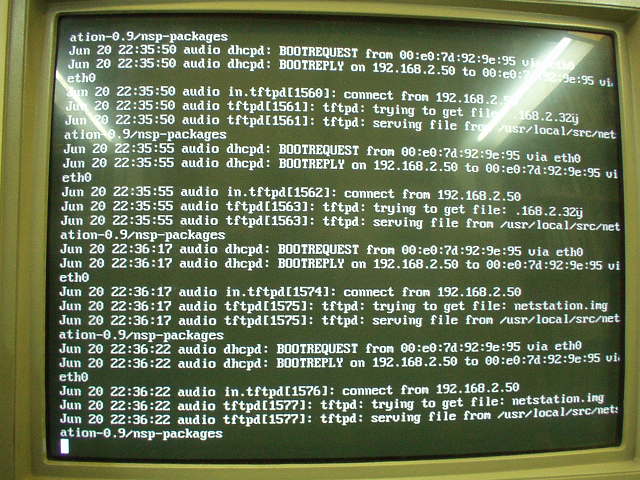 ation-0.9/nsp-packages
Jun 20 22:35:50 audio dhcpd: BOOTREQUEST from 00:e0:7d:92:9e:95 via eth0
Jun 20 22:35:50 audio dhcpd: BOOTREPLY on 192.168.2.50 to 00:e0:7d:92:9e:95 via
eth0
Jun 20 22:35:50 audio in.tftpd[1560]: connect from 192.168.2.50
Jun 20 22:35:50 audio tftpd[1561]: tftpd: trying to get file: .168.2.32ij
Jun 20 22:35:50 audio tftpd[1561]: tftpd: serving file from /usr/local/src/net
ation-0.9/nsp-packages
Jun 20 22:35:55 audio dhcpd: BOOTREQUEST from 00:e0:7d:92:9e:95 via eth0
Jun 20 22:35:55 audio dhcpd: BOOTREPLY on 192.168.2.50 to 00:e0:7d:92:9e:95 vi
eth0
Jun 20 22:35:55 audio in.tftpd[1562]: connect from 192.168.2.50
Jun 20 22:35:55 audio tftpd[1563]: tftpd: trying to get file: .168.2.32ij
Jun 20 22:35:55 audio tftpd[1563]: tftpd: serving file from /usr/local/src/net
ation-0.9/nsp-packages
Jun 20 22:36:17 audio dhcpd: BOOTREQUEST from 00:e0:7d:92:9e:95 via eth0
Jun 20 22:36:17 audio dhcpd: BOOTREPLY on 192.168.2.50 to 00:e0:7d:92:9e:95 vi
eth0
Jun 20 22:36:17 audio in.tftpd[1574]: connect from 192.168.2.50
Jun 20 22:36:17 audio tftpd[1575]: tftpd: trying to get file: netstation.img
Jun 20 22:36:17 audio tftpd[1575]: tftpd: serving file from /usr/local/src/net
ation-0.9/nsp-packages
Jun 20 22:36:22 audio dhcpd: BOOTREQUEST from 00:e0:7d:92:9e:95 via eth0
Jun 20 22:36:22 audio dhcpd: BOOTREPLY on 192.168.2.50 to 00:e0:7d:92:9e:95 via
eth0
Jun 20 22:36:22 audio in.tftpd[1576]: connect from 192.168.2.50
Jun 20 22:36:22 audio tftpd[1577]: tftpd: trying to get file: netstation.img
Jun 20 22:36:22 audio tftpd[1577]: tftpd: serving file from /usr/local/src/nets
ation-0.9/nsp-packages